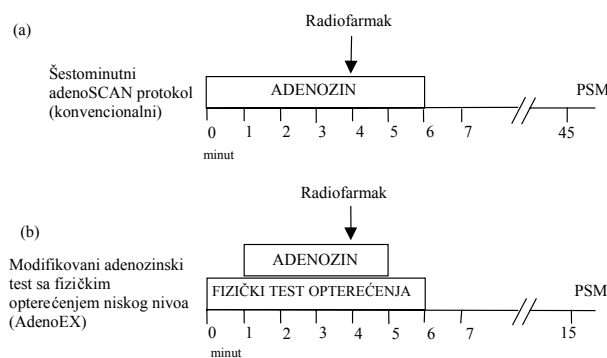 (a)
Radiofarmak
Šestominutni
adenoSCAN protokol
(konvencionalni)
ADENOZIN
PSM
0 1 2 3 4 5 6 7 45
minut
(b)
Radiofarmak
Modifikovani adenozinski
test sa fizičkim
opterećenjem niskog nivoa
(AdenoEX)
ADENOZIN
FIZIČKI TEST OPTEREĆENJA
PSM
0 1 2 3 4 5 6 7 15
minut